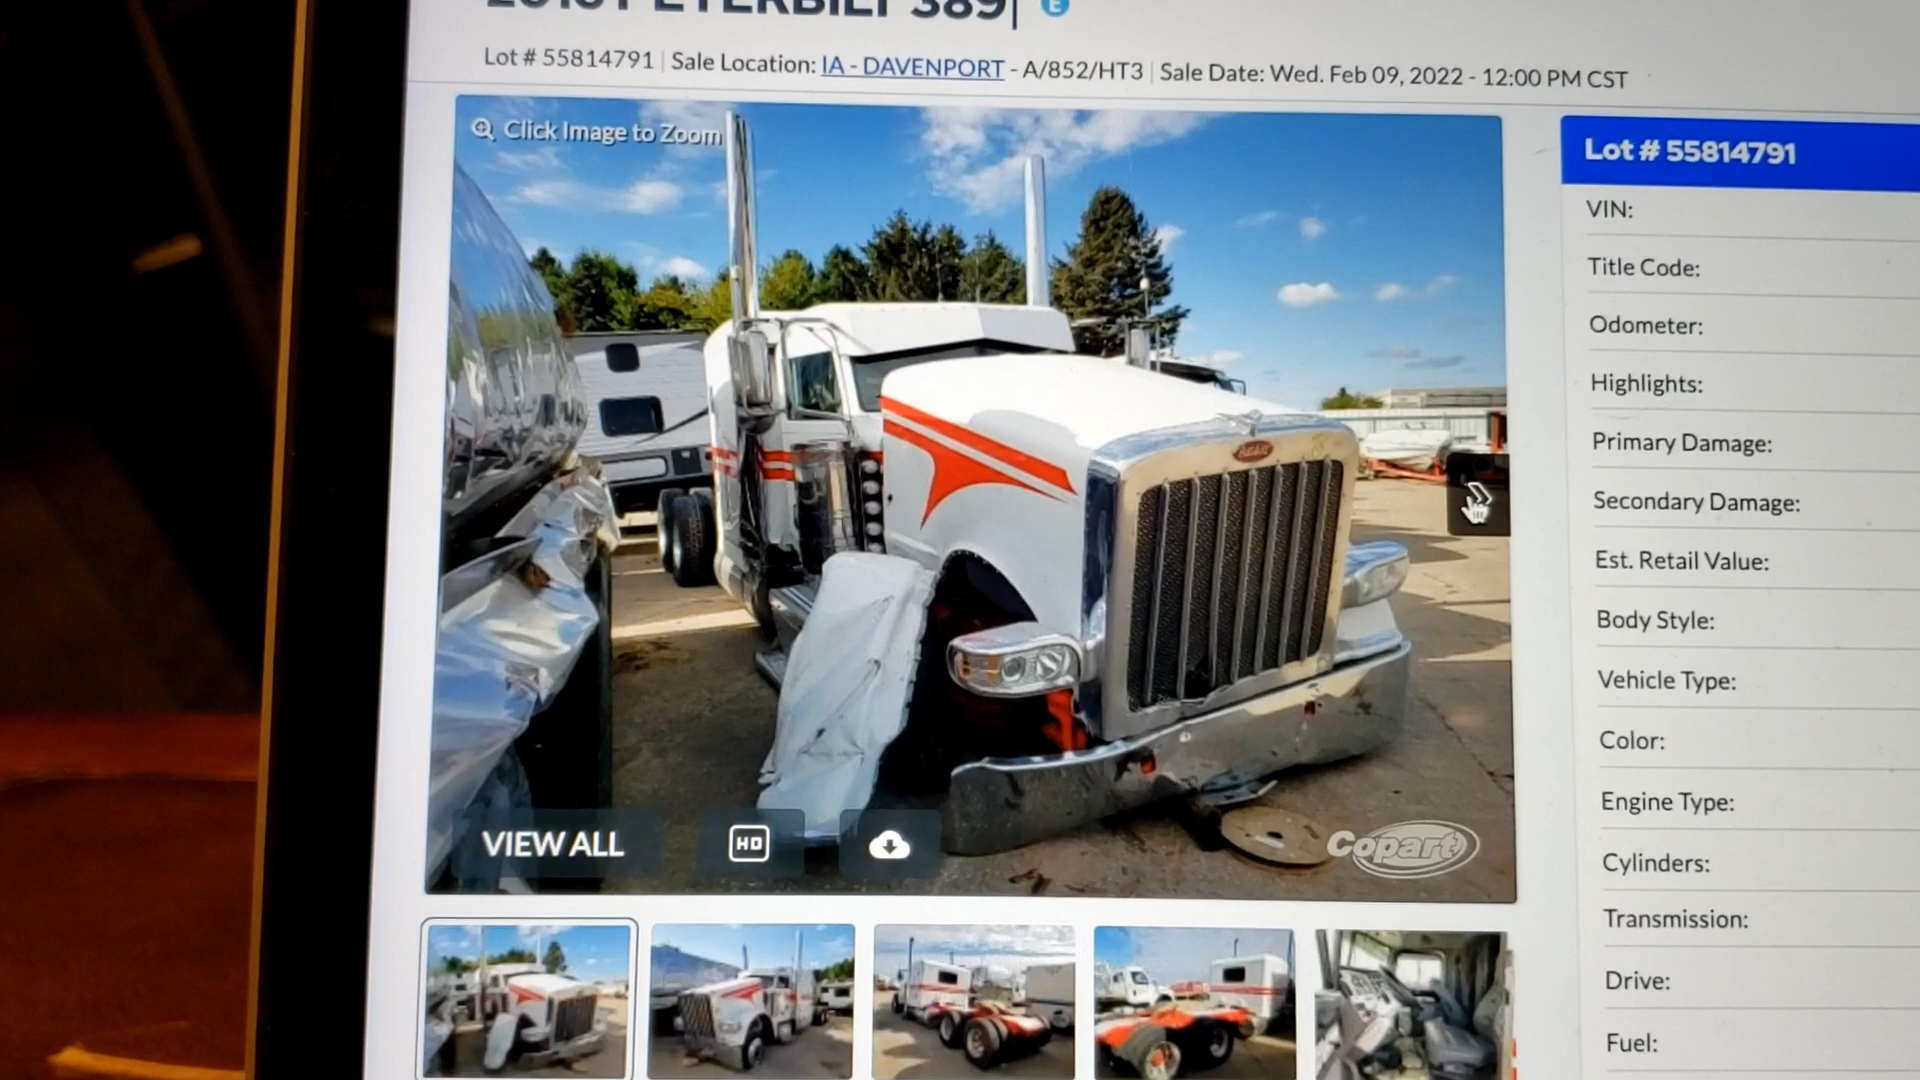 PETERBILT 389
Lot # 55814791 | Sale Location: IA - DAVENPORT - A/852/HT3 | Sale Date: Wed. Feb 09, 2022 - 12:00 PM CST
Click Image to Zoom
VIEW ALL
HD
Copart
Lot # 55814791
VIN:
Title Code:
Odometer:
Highlights:
Primary Damage:
Secondary Damage:
Est. Retail Value:
Body Style:
Vehicle Type:
Color:
Engine Type:
Cylinders:
Transmission:
Drive:
Fuel: